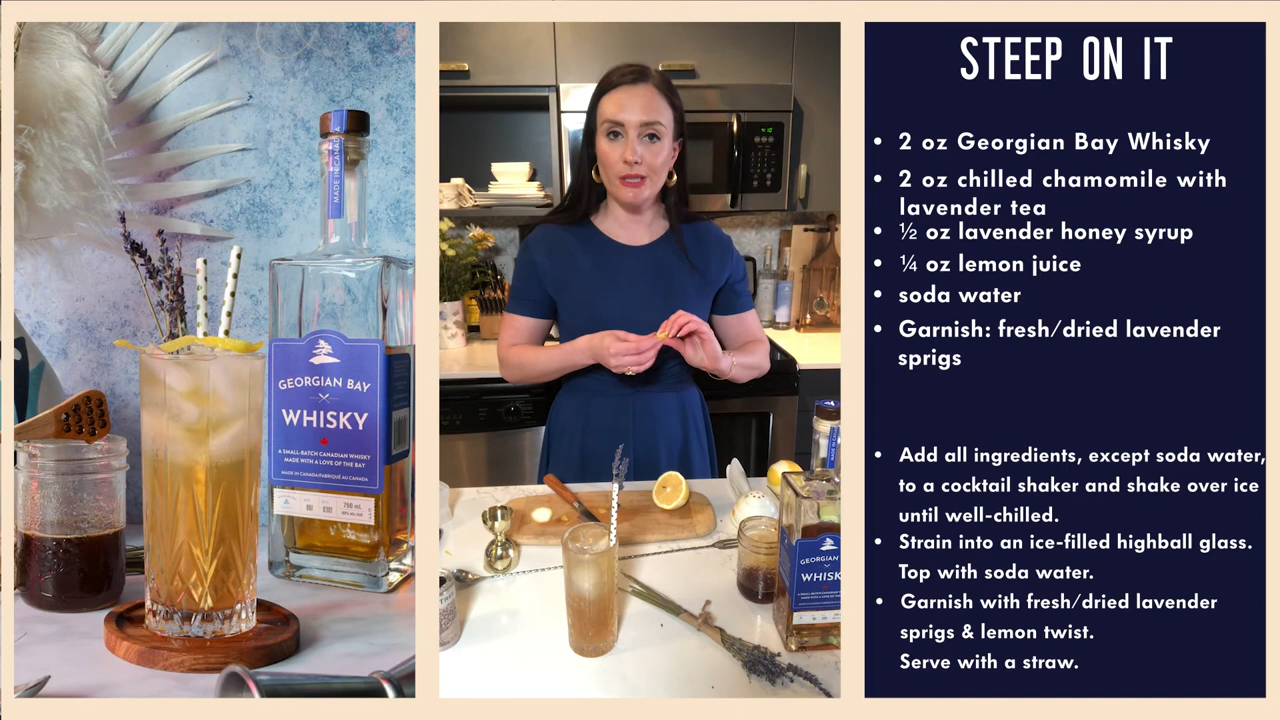 MADE IN CANADA
GEORGIAN BAY
WHISKY
A SMALL-BATCH CANADIAN WHISKY
MADE WITH A LOVE OF THE BAY
MADE IN CANADA/FABRIQUÉ AU CANADA
750 mL
GEORGIAN
WHISK
STEEP ON IT
• 2 oz Georgian Bay Whisky
• 2 oz chilled chamomile with
lavender tea
• ½ oz lavender honey syrup
• ¼ oz lemon juice
• soda water
• Garnish: fresh/dried lavender
sprigs
• Add all ingredients, except soda water,
to a cocktail shaker and shake over ice
until well-chilled.
• Strain into an ice-filled highball glass.
Top with soda water.
• Garnish with fresh/dried lavender
sprigs & lemon twist.
Serve with a straw.